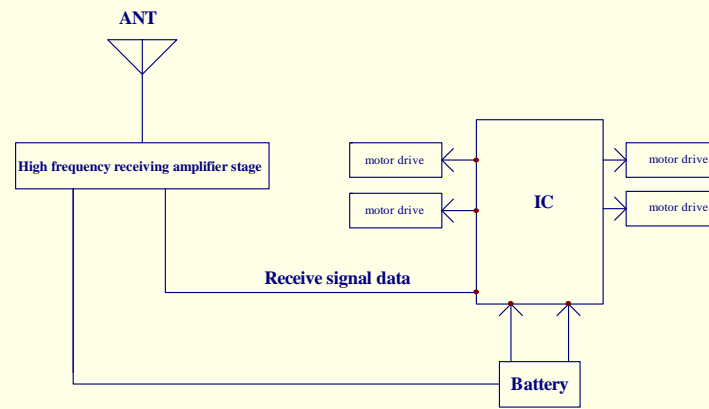 ANT
High frequency receiving amplifier stage
motor drive
motor drive
motor drive
motor drive
IC
Receive signal data
Battery